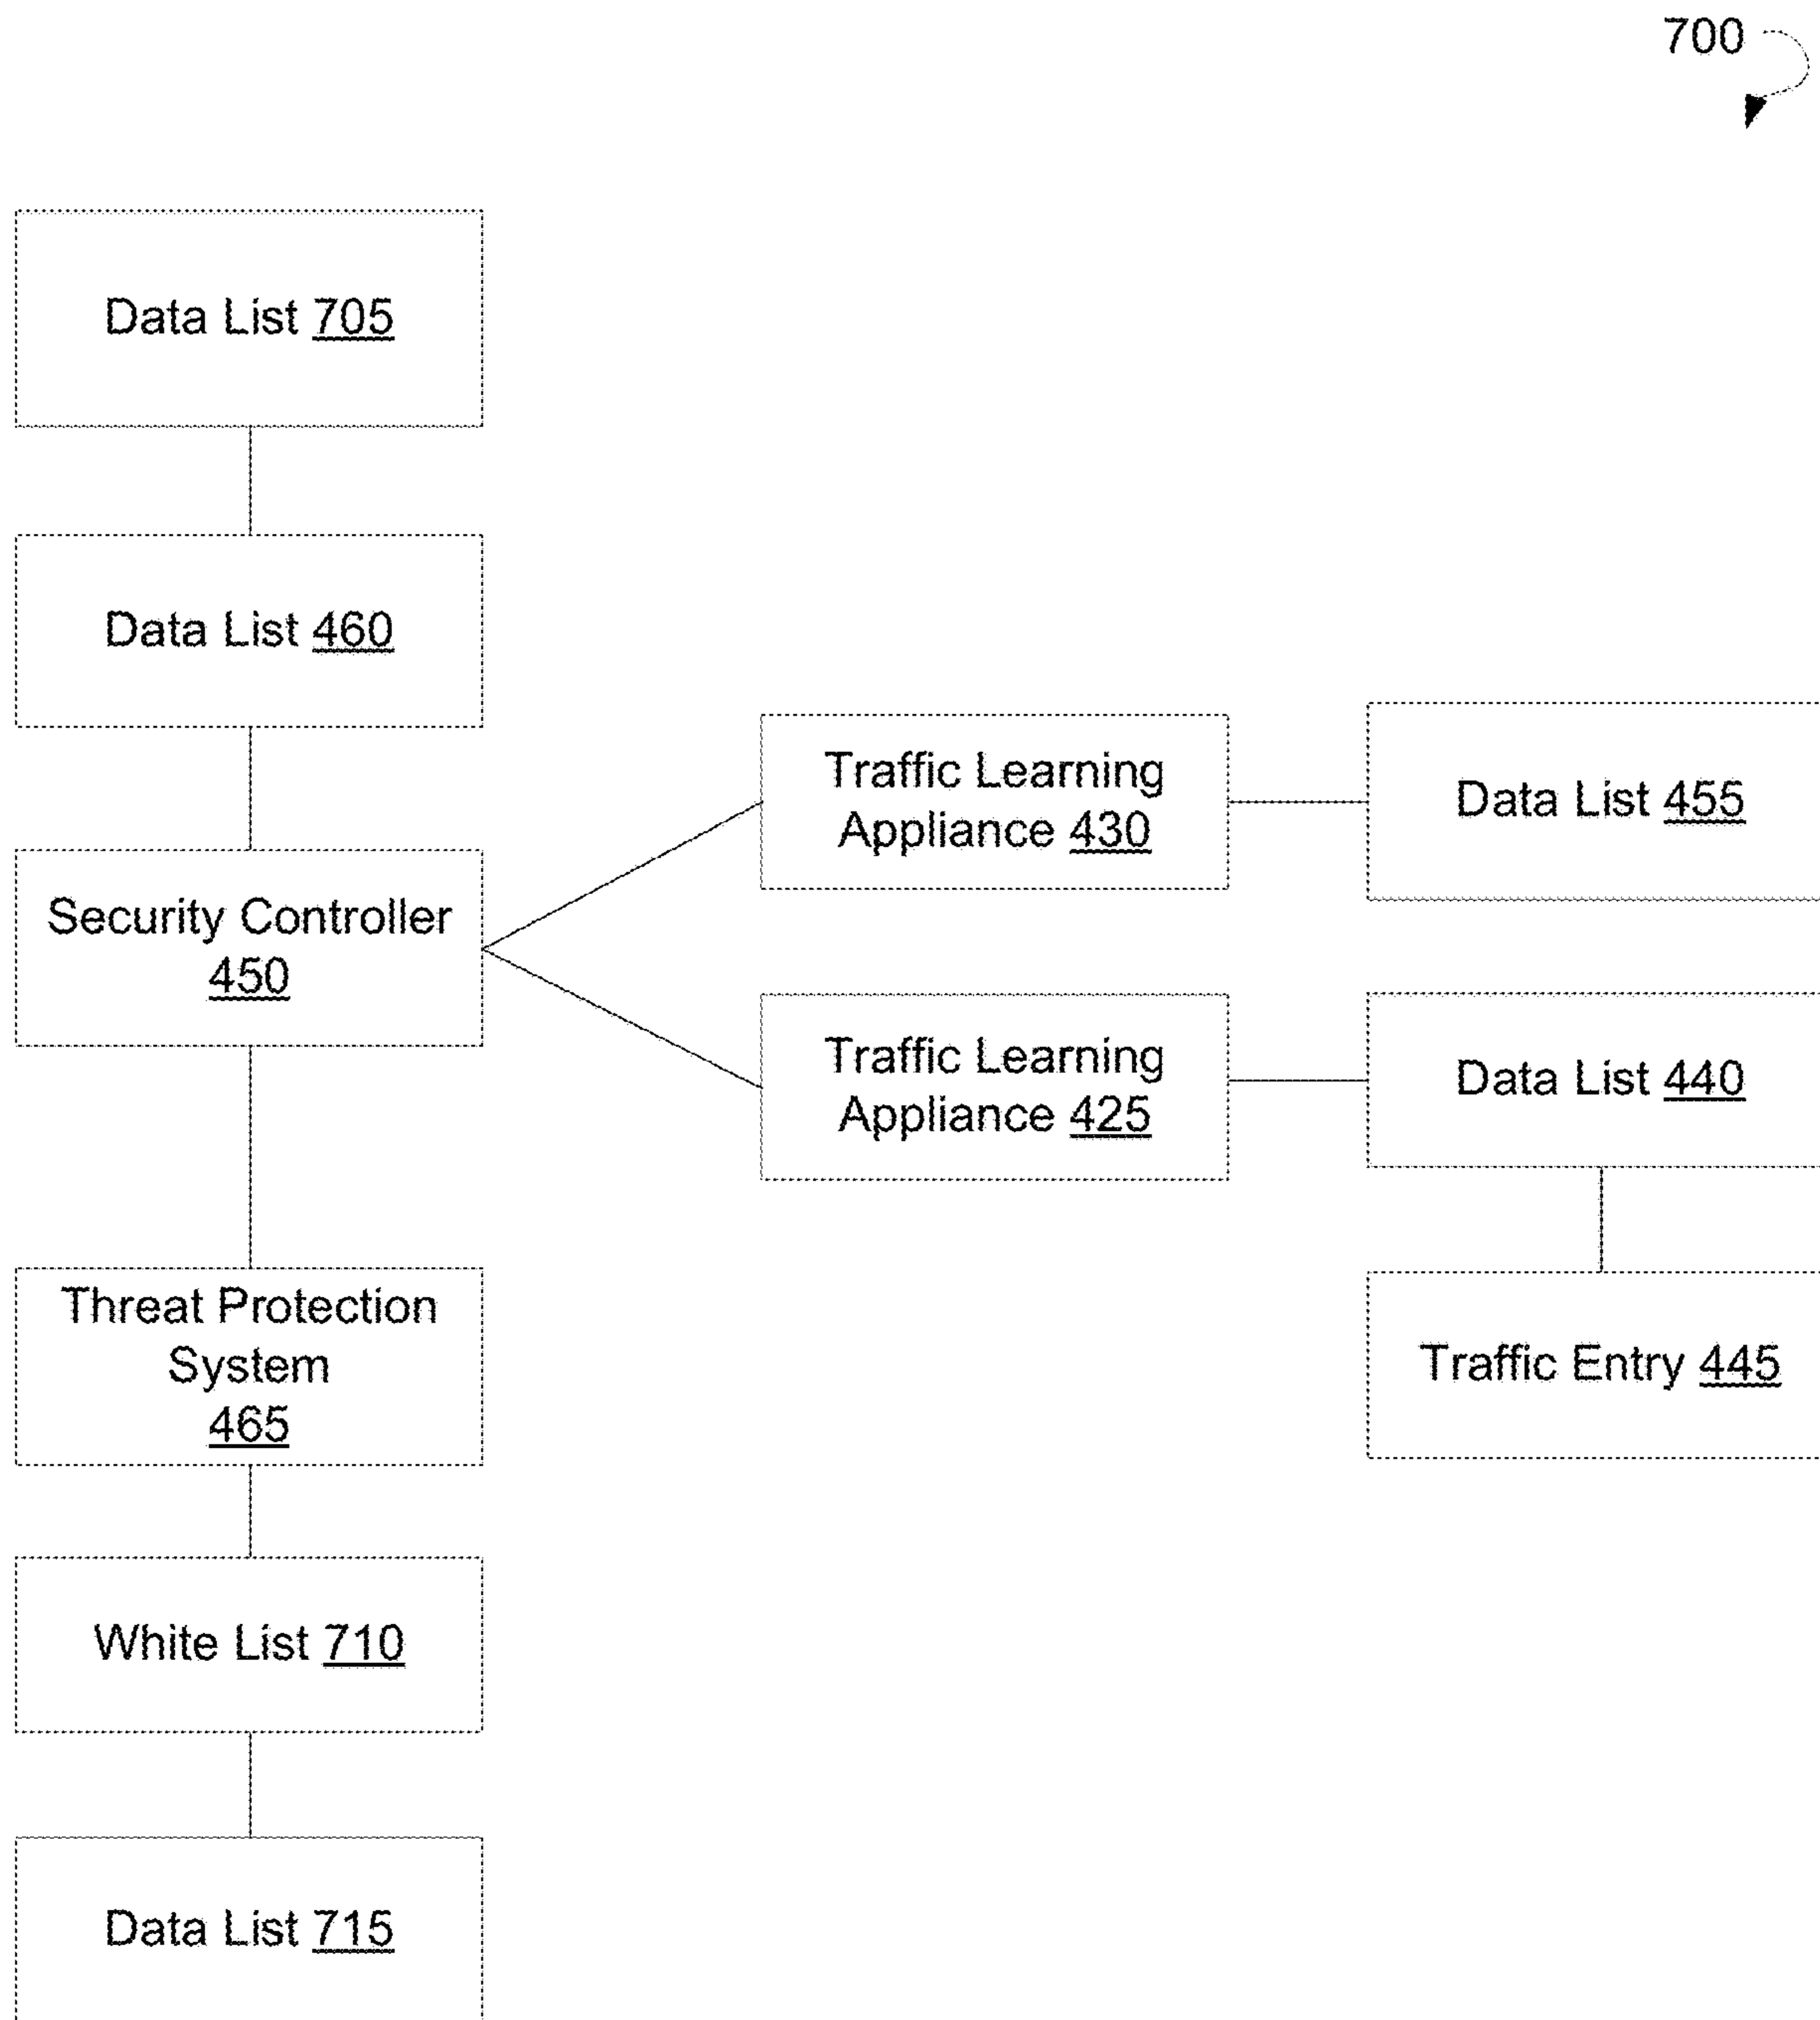 700
Data List 705
Data List 460
Security Controller
450
Traffic Learning
Appliance 430
Data List 455
Traffic Learning
Appliance 425
Data List 440
Traffic Entry 445
Threat Protection
System
465
White List 710
Data List 715